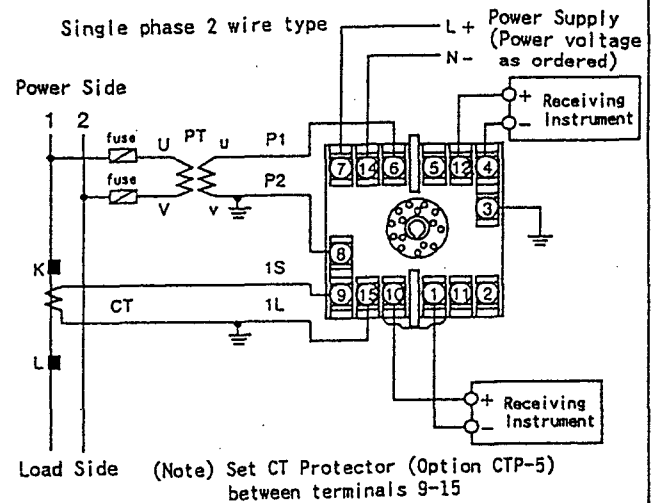 Single phase 2 wire type
L +
N -
Power Supply
(Power voltage
as ordered)
Power Side
1 2
fuse
U PT u P1
fuse
V v P2
+ Receiving
- Instrument
7 14 6 5 12 4
3
8
K
1S
9 15 10 1 11 2
CT
1L
L
+ Receiving
- Instrument
Load Side
(Note) Set CT Protector (Option CTP-5)
between terminals 9-15